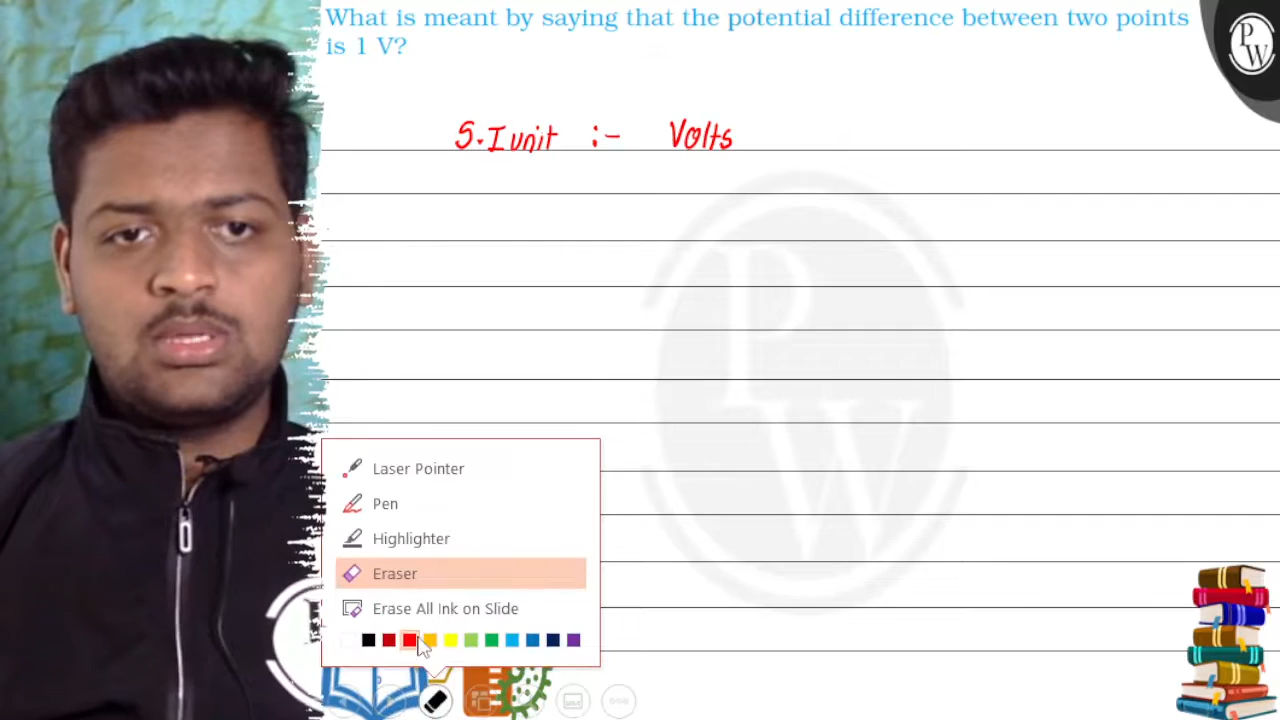 What is meant by saying that the potential difference between two points
is 1 V?
P
W
S.I unit :- Volts
P
W
Laser Pointer
Pen
Highlighter
Eraser
Erase All Ink on Slide